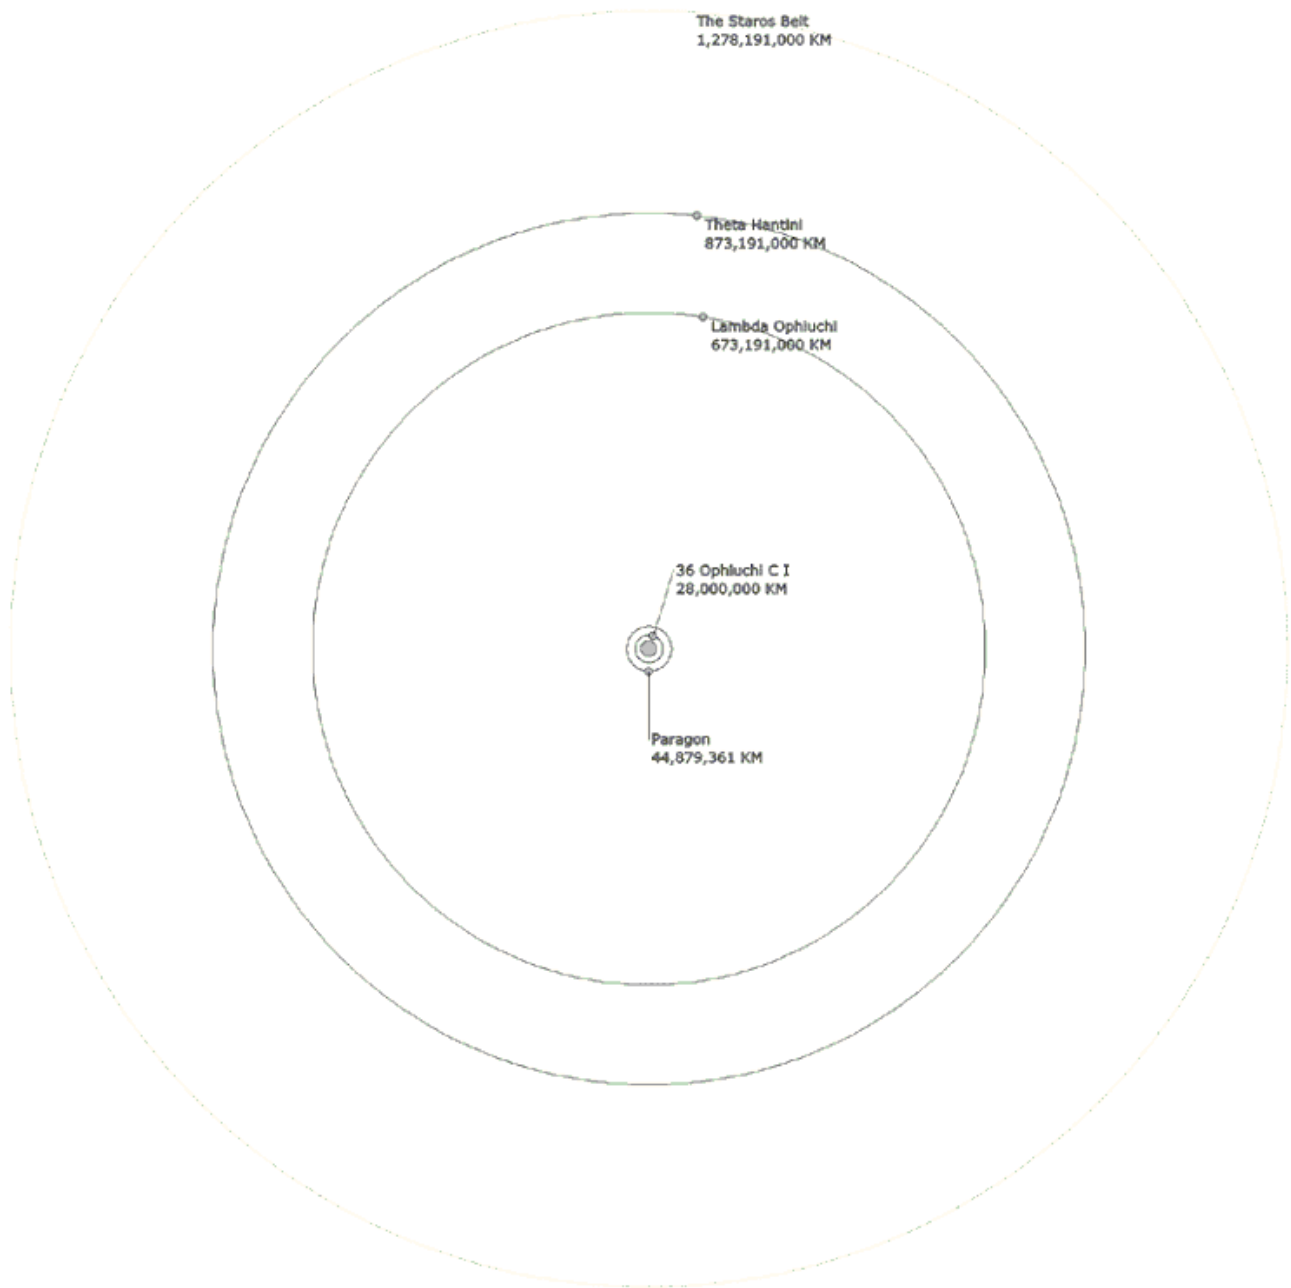 The Staros Belt
1,278,191,000 KM
Theta Hantini
873,191,000 KM
Lambda Ophiuchi
673,191,000 KM
36 Ophiuchi C I
28,000,000 KM
Paragon
44,879,361 KM